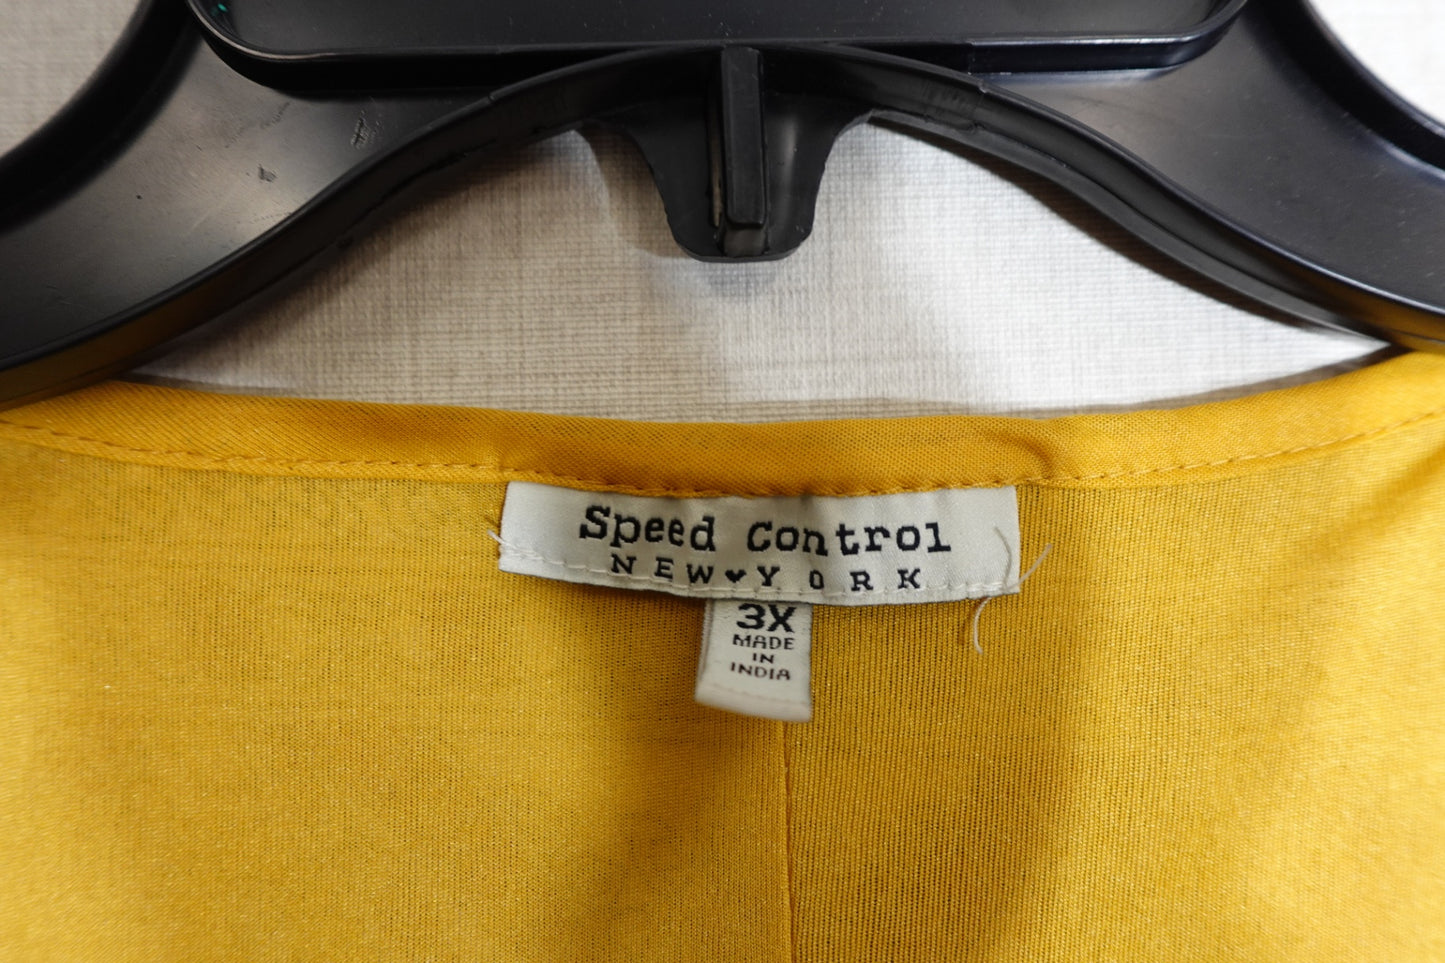 Speed Control
NEW♥YORK
3X
MADE
IN
INDIA